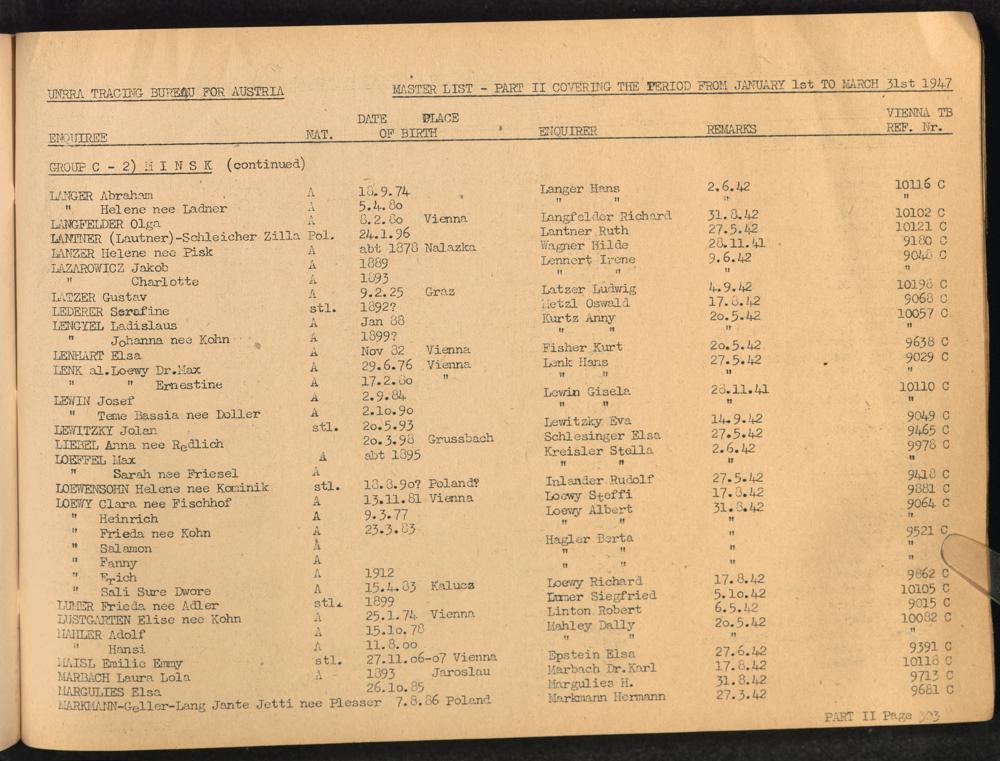 UNRRA TRACING BUREAU FOR AUSTRIA MASTER LIST - PART II COVERING THE PERIOD FROM JANUARY 1st TO MARCH 31st 1947
ENQUIREE NAT. DATE PLACE OF BIRTH ENQUIRER REMARKS VIENNA TB REF. Nr.
GROUP C - 2) M I N S K (continued)
LANGER Abraham A 18.9.74 Langer Hans 2.6.42 10116 C
" Helene nee Ladner A 5.4.80 " " " "
LANGFELDER Olga A 8.2.80 Vienna Langfelder Richard 31.8.42 10102 C
LANTNER (Lautner)-Schleicher Zilla Pol. 24.1.96 Lantner Ruth 27.5.42 10121 C
LANZER Helene nee Pisk A abt 1878 Nalazka Wagner Hilde 28.11.41 9180 C
LAZAROWICZ Jakob A 1889 Lennert Irene 9.6.42 9048 C
" Charlotte A 1893 " " " "
LATZER Gustav A 9.2.25 Graz Latzer Ludwig 4.9.42 10198 C
LEDERER Serafine stl. 1892? Metzl Oswald 17.8.42 9068 C
LENGYEL Ladislaus A Jan 88 Kurtz Anny 20.5.42 10057 C
" Johanna nee Kohn A 1899? " " " "
LENHART Elsa A Nov 82 Vienna Fisher Kurt 20.5.42 9638 C
LENK al.Loewy Dr.Max A 29.6.76 Vienna Lenk Hans 27.5.42 9029 C
" " Ernestine A 17.2.80 " " " " "
LEWIN Josef A 2.9.84 Lewin Gisela 28.11.41 10110 C
" Teme Bassia nee Doller A 2.10.90 " " " "
LEWITZKY Jolan stl. 20.5.93 Lewitzky Eva 14.9.42 9049 C
LIEBEL Anna nee Redlich 20.3.98 Grussbach Schlesinger Elsa 27.5.42 9465 C
LOEFFEL Max A abt 1895 Kreisler Stella 2.6.42 9978 C
" Sarah nee Friesel A " " " "
LOEWENSOHN Helene nee Kominik stl. 18.8.90? Poland? Inlander Rudolf 27.5.42 9418 C
LOEWY Clara nee Fischhof A 13.11.81 Vienna Loewy Steffi 17.8.42 9881 C
" Heinrich A 9.3.77 Loewy Albert 31.8.42 9064 C
" Frieda nee Kohn A 23.3.83 " " " "
" Salamon A Hagler Berta " 9521 C
" Fanny A " " " "
" Erich A 1912 " " " "
" Sali Sure Dwore A 15.4.83 Kalucz Loewy Richard 17.8.42 9862 C
LUMER Frieda nee Adler stl. 1899 Lumer Siegfried 5.10.42 10105 C
LUSTGARTEN Elise nee Kohn A 25.1.74 Vienna Linton Robert 6.5.42 9015 C
MAHLER Adolf A 15.10.78 Mahley Dally 20.5.42 10082 C
" Hansi A 11.8.00 " " " "
MAISL Emilie Emmy stl. 27.11.06-07 Vienna Epstein Elsa 27.6.42 9391 C
MARBACH Laura Lola A 1893 Jaroslau Marbach Dr.Karl 17.8.42 10118 C
MARGULIES Elsa 26.10.85 Margulies H. 31.8.42 9713 C
MARKMANN-Geller-Lang Jante Jetti nee Plesser 7.8.86 Poland Markmann Hermann 27.3.42 9681 C
PART II Page 303